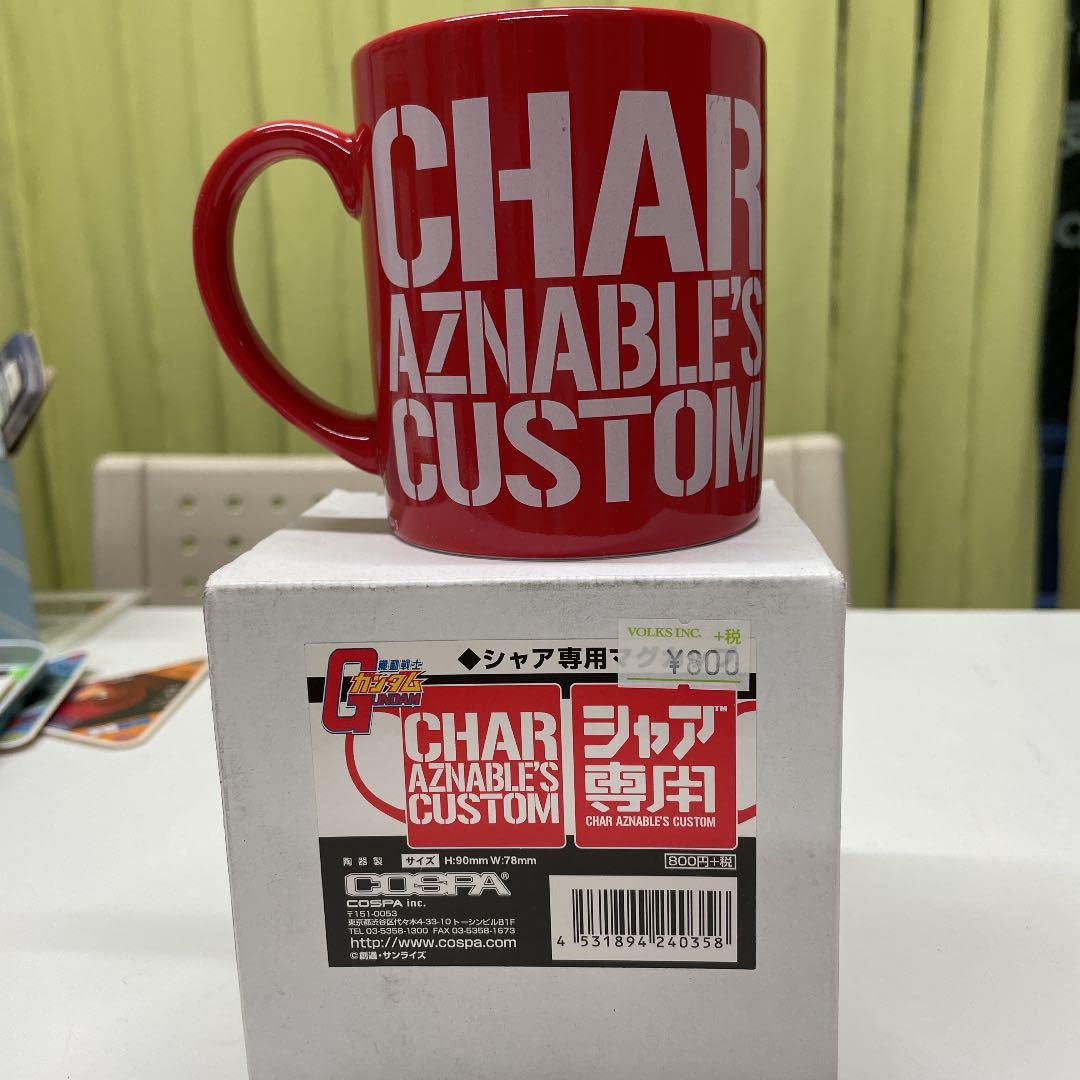 CHAR
AZNABLE'S
CUSTOM
VOLKS INC. +税
¥800
機動戦士
ガンダム
GUNDAM
◆シャア専用マグカップ
CHAR
AZNABLE'S
CUSTOM
シャア™
専用
CHAR AZNABLE'S CUSTOM
陶器製 サイズ H:90mm W:78mm
800円+税
COSPA®
COSPA inc.
〒151-0053
東京都渋谷区代々木4-33-10 トーシンビルB1F
TEL 03-5358-1300 FAX 03-5358-1673
http://www.cospa.com
©創通・サンライズ
4 531894 240358